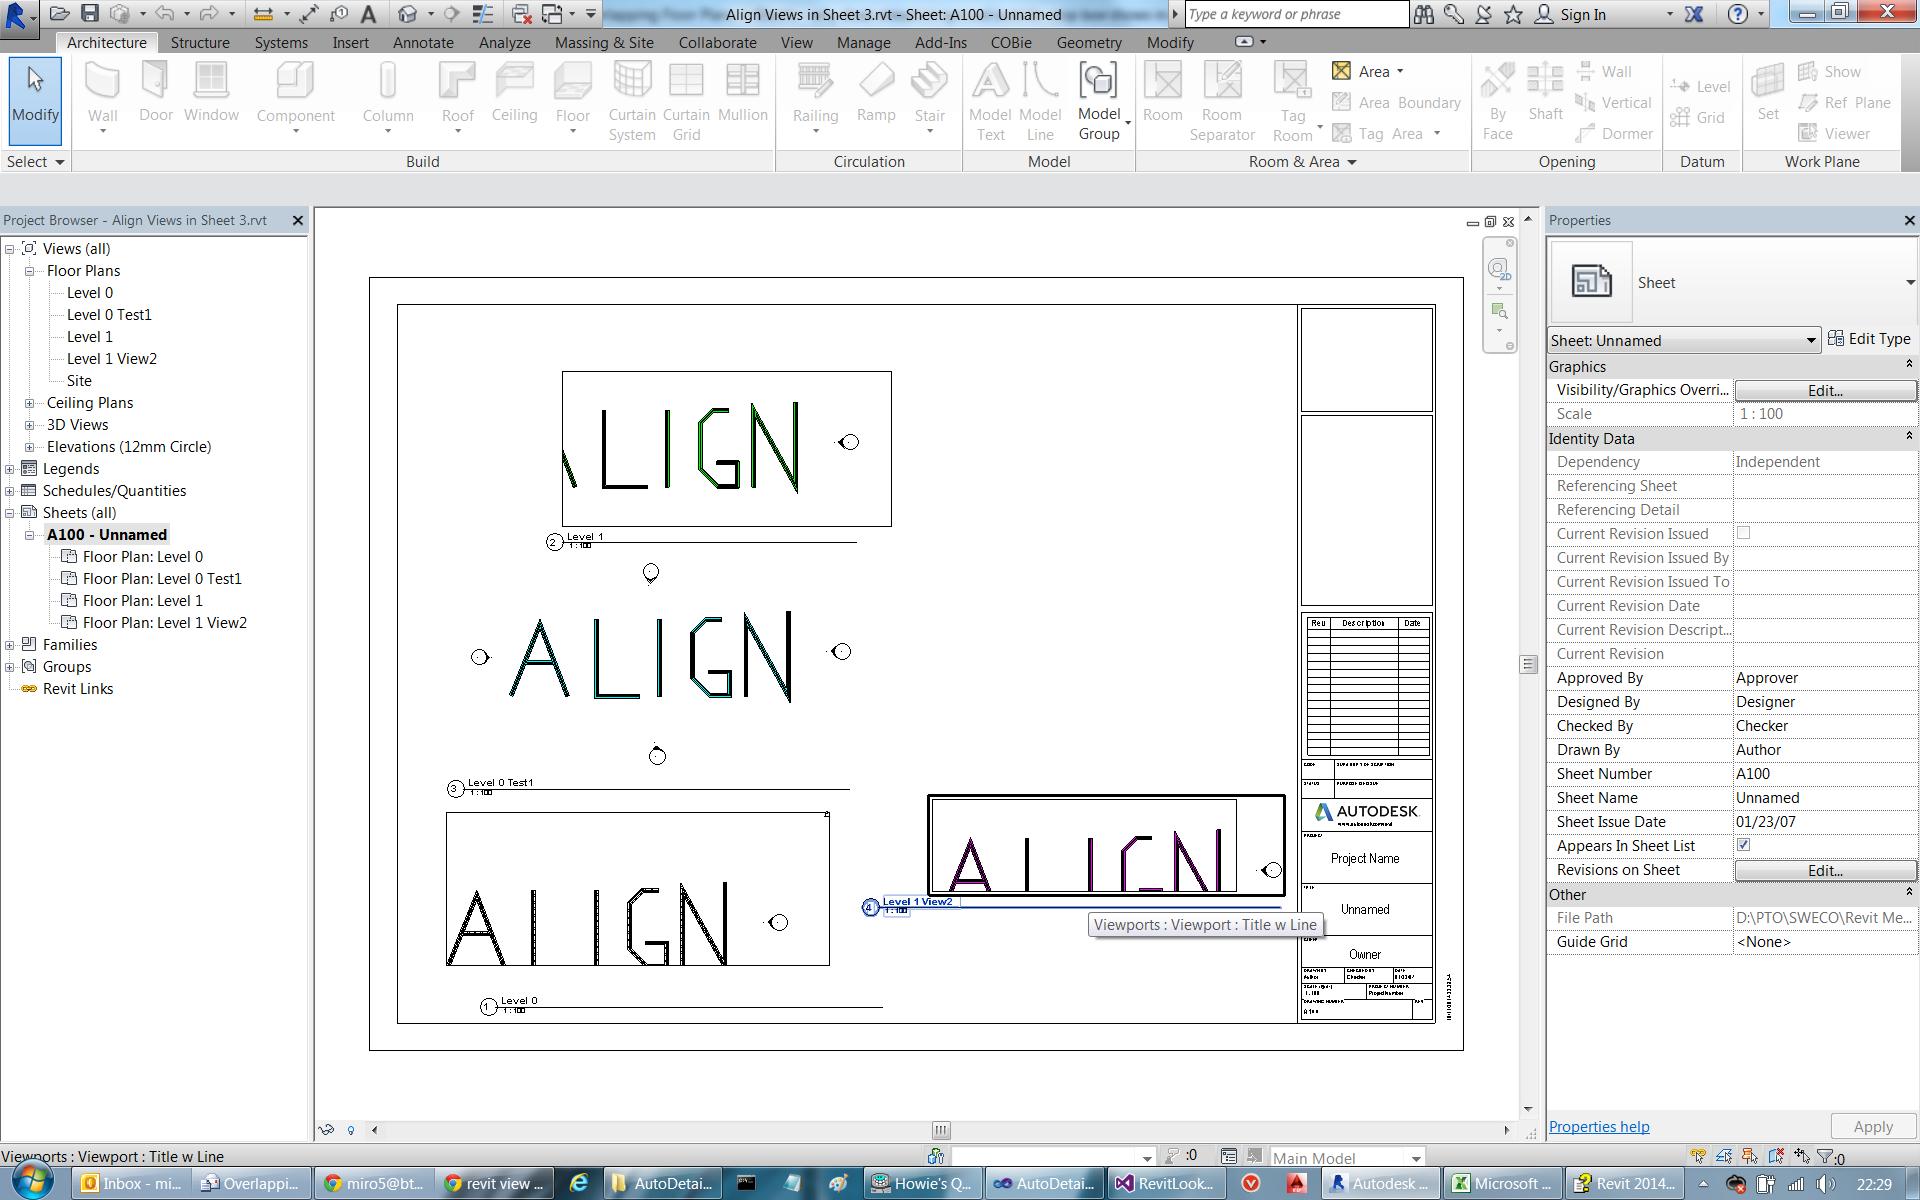 Align Views in Sheet 3.rvt - Sheet: A100 - Unnamed
Type a keyword or phrase
Sign In
Architecture Structure Systems Insert Annotate Analyze Massing & Site Collaborate View Manage Add-Ins COBie Geometry Modify
Modify
Wall Door Window Component Column Roof Ceiling Floor Curtain System Curtain Grid Mullion
Railing Ramp Stair
Model Text Model Line Model Group
Room Room Separator Tag Room
Area
Area Boundary
Tag Area
By Face Shaft
Wall
Vertical
Dormer
Level
Grid
Set
Show
Ref Plane
Viewer
Select Build Circulation Model Room & Area Opening Datum Work Plane
Project Browser - Align Views in Sheet 3.rvt
Views (all)
Floor Plans
Level 0
Level 0 Test1
Level 1
Level 1 View2
Site
Ceiling Plans
3D Views
Elevations (12mm Circle)
Legends
Schedules/Quantities
Sheets (all)
A100 - Unnamed
Floor Plan: Level 0
Floor Plan: Level 0 Test1
Floor Plan: Level 1
Floor Plan: Level 1 View2
Families
Groups
Revit Links
2D
ALIGN
2 Level 1
1 : 100
ALIGN
3 Level 0 Test1
1 : 100
ALIGN
1 Level 0
1 : 100
ALIGN
4 Level 1 View2
1 : 100
Viewports : Viewport : Title w Line
Rev Description Date
AUTODESK
Project Name
Unnamed
Owner
A100
Properties
Sheet
Sheet: Unnamed
Edit Type
Graphics
Visibility/Graphics Overri... Edit...
Scale 1 : 100
Identity Data
Dependency Independent
Referencing Sheet
Referencing Detail
Current Revision Issued
Current Revision Issued By
Current Revision Issued To
Current Revision Date
Current Revision Descript...
Current Revision
Approved By Approver
Designed By Designer
Checked By Checker
Drawn By Author
Sheet Number A100
Sheet Name Unnamed
Sheet Issue Date 01/23/07
Appears In Sheet List
Revisions on Sheet Edit...
Other
File Path D:\PTO\SWECO\Revit Me...
Guide Grid <None>
Properties help
Apply
Viewports : Viewport : Title w Line
:0
Main Model
:0
Inbox - mi...
Overlappi...
miro5@bt...
revit view ...
AutoDetai...
Howie's Q...
AutoDetai...
RevitLook...
Autodesk ...
Microsoft ...
Revit 2014...
22:29